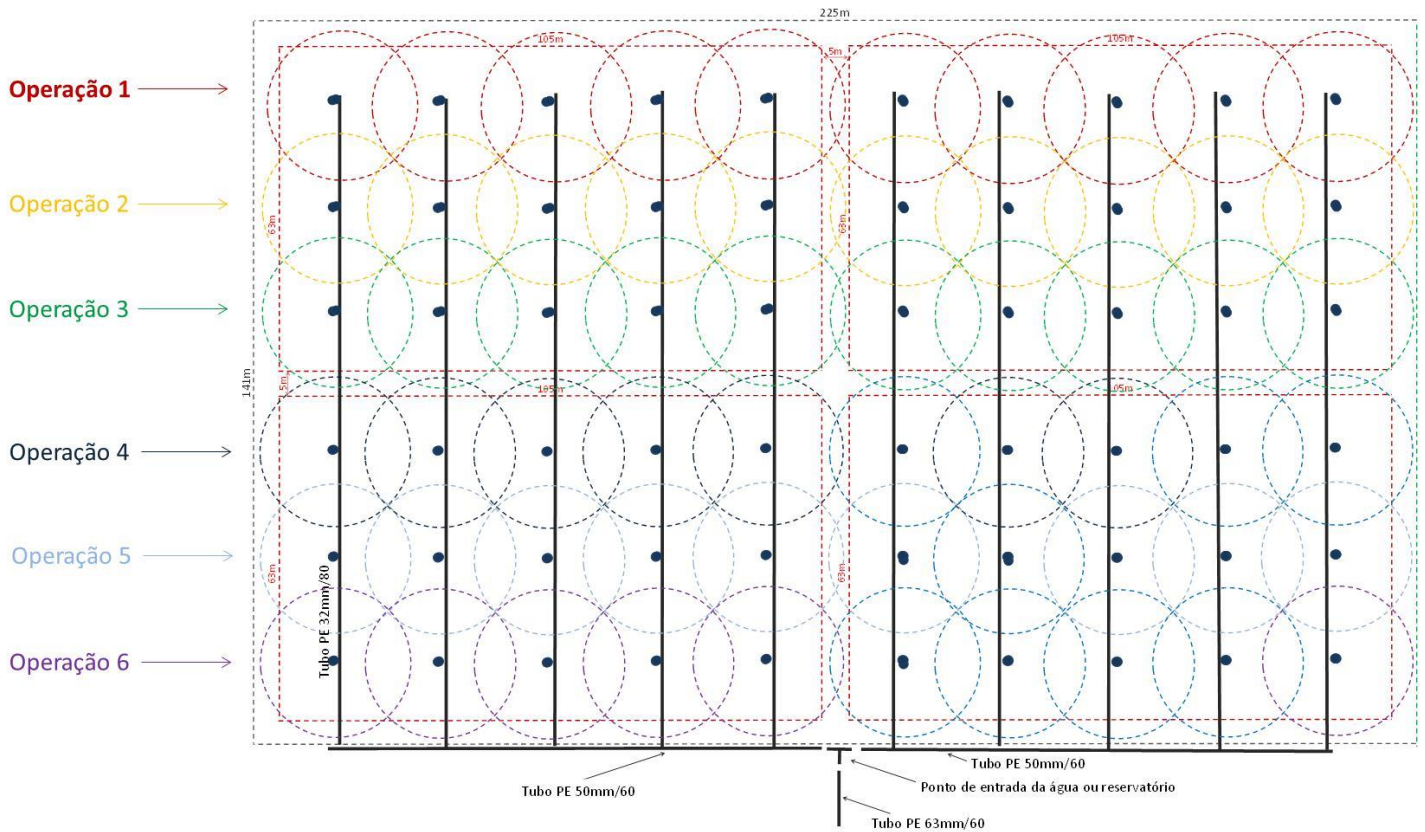 225m
105m
5m
105m
Operação 1
Operação 2
63m
63m
Operação 3
141m
5m
105m
05m
Operação 4
Operação 5
63m
63m
Tubo PE 32mm/80
Operação 6
Tubo PE 50mm/60
Tubo PE 50mm/60
Ponto de entrada da água ou reservatório
Tubo PE 63mm/60